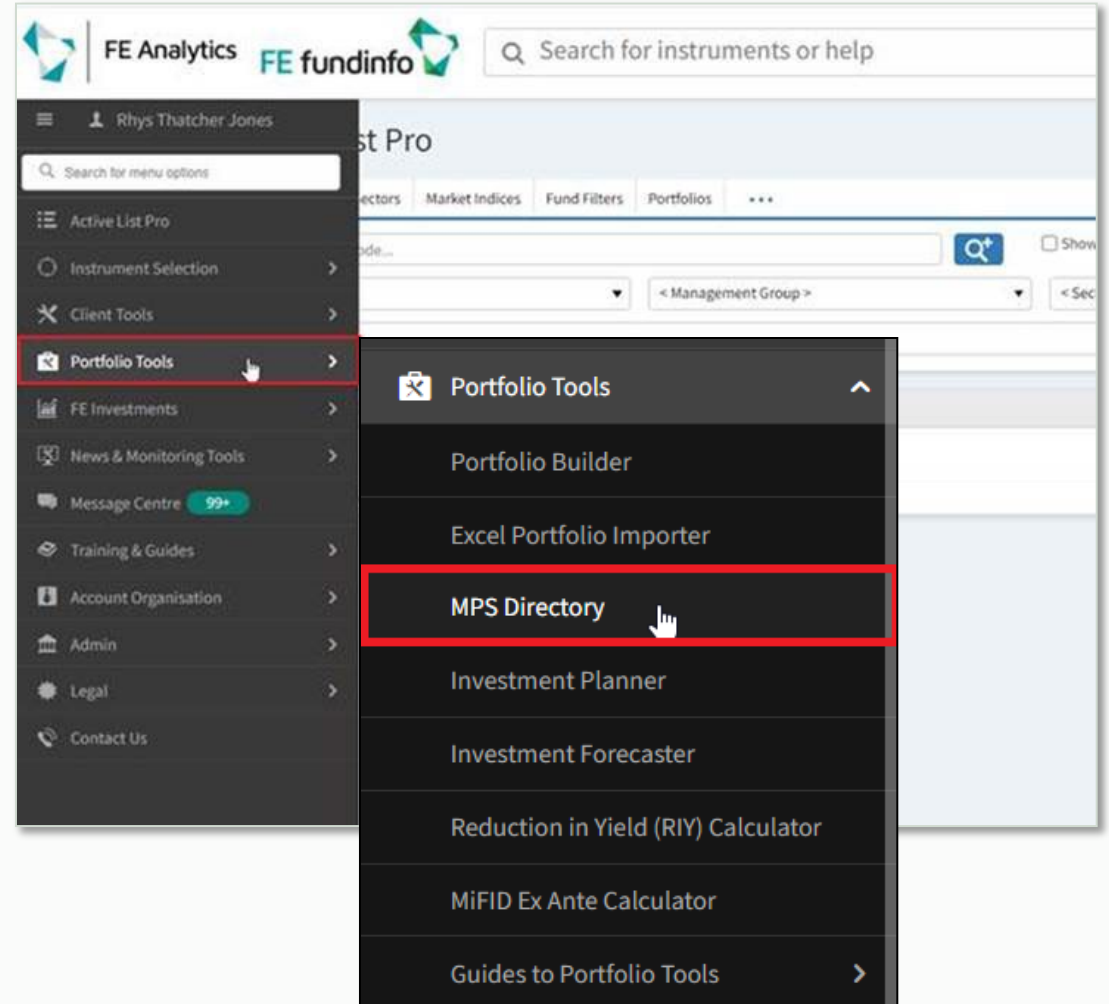 FE Analytics
FE fundinfo
Search for instruments or help
Rhys Thatcher Jones
st Pro
Search for menu options
ectors Market Indices Fund Filters Portfolios ...
Active List Pro
ode...
Show
Instrument Selection
< Management Group >
< Sec
Client Tools
Portfolio Tools
FE Investments
News & Monitoring Tools
Message Centre 99+
Training & Guides
Account Organisation
Admin
Legal
Contact Us
Portfolio Tools
Portfolio Builder
Excel Portfolio Importer
MPS Directory
Investment Planner
Investment Forecaster
Reduction in Yield (RIY) Calculator
MiFID Ex Ante Calculator
Guides to Portfolio Tools